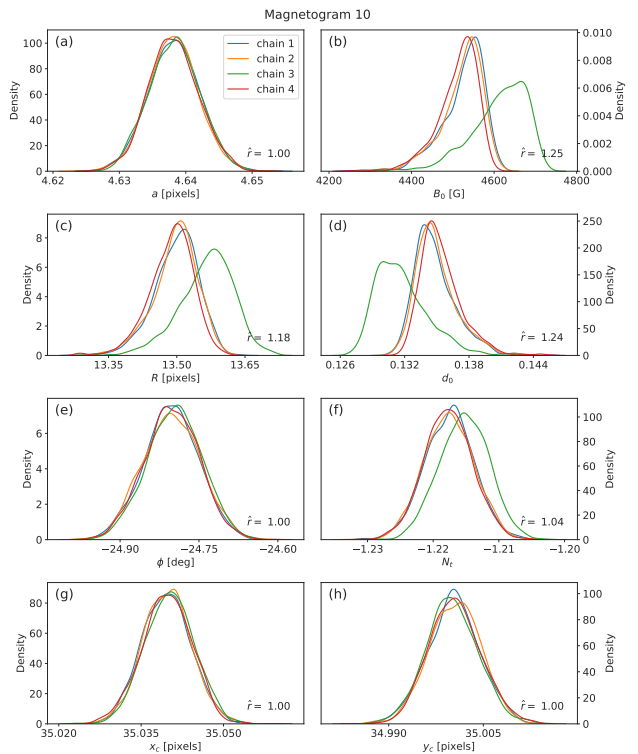 Magnetogram 10
(a)
chain 1
chain 2
chain 3
chain 4
r̂ = 1.00
100
80
60
40
20
0
Density
4.62 4.63 4.64 4.65
a [pixels]
(b)
r̂ = 1.25
0.010
0.008
0.006
0.004
0.002
0.000
Density
4200 4400 4600 4800
B₀ [G]
(c)
r̂ = 1.18
8
6
4
2
0
Density
13.35 13.50 13.65
R [pixels]
(d)
r̂ = 1.24
250
200
150
100
50
0
Density
0.126 0.132 0.138 0.144
d₀
(e)
r̂ = 1.00
6
4
2
0
Density
−24.90 −24.75 −24.60
ϕ [deg]
(f)
r̂ = 1.04
100
80
60
40
20
0
Density
−1.23 −1.22 −1.21 −1.20
Nₜ
(g)
r̂ = 1.00
80
60
40
20
0
Density
35.020 35.035 35.050
x_c [pixels]
(h)
r̂ = 1.00
100
80
60
40
20
0
Density
34.990 35.005
y_c [pixels]